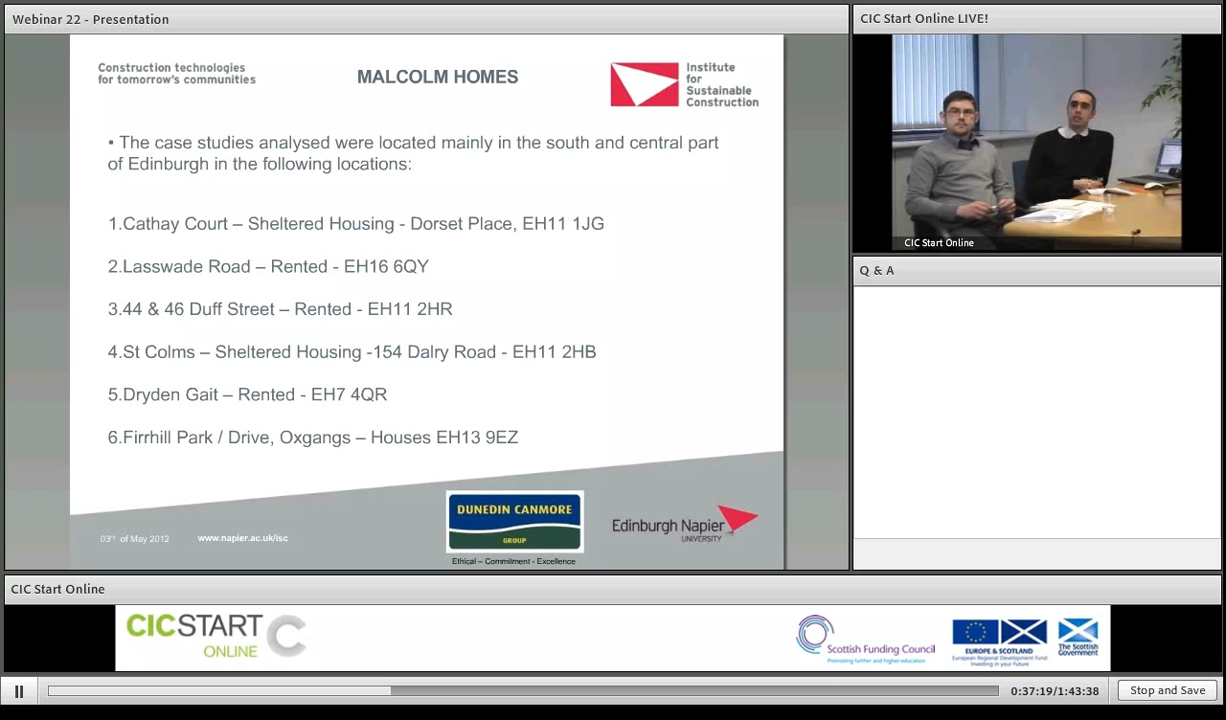 Webinar 22 - Presentation
CIC Start Online LIVE!
Construction technologies
for tomorrow's communities
MALCOLM HOMES
Institute
for
Sustainable
Construction
• The case studies analysed were located mainly in the south and central part
of Edinburgh in the following locations:
1.Cathay Court – Sheltered Housing - Dorset Place, EH11 1JG
2.Lasswade Road – Rented - EH16 6QY
3.44 & 46 Duff Street – Rented - EH11 2HR
4.St Colms – Sheltered Housing -154 Dalry Road - EH11 2HB
5.Dryden Gait – Rented - EH7 4QR
6.Firrhill Park / Drive, Oxgangs – Houses EH13 9EZ
03rd of May 2012
www.napier.ac.uk/isc
DUNEDIN CANMORE
GROUP
Ethical – Commitment - Excellence
Edinburgh Napier
UNIVERSITY
CIC Start Online
Q & A
CIC Start Online
CICSTART
ONLINE
Scottish Funding Council
Promoting further and higher education
EUROPE & SCOTLAND
European Regional Development Fund
Investing in your future
The Scottish
Government
0:37:19/1:43:38
Stop and Save